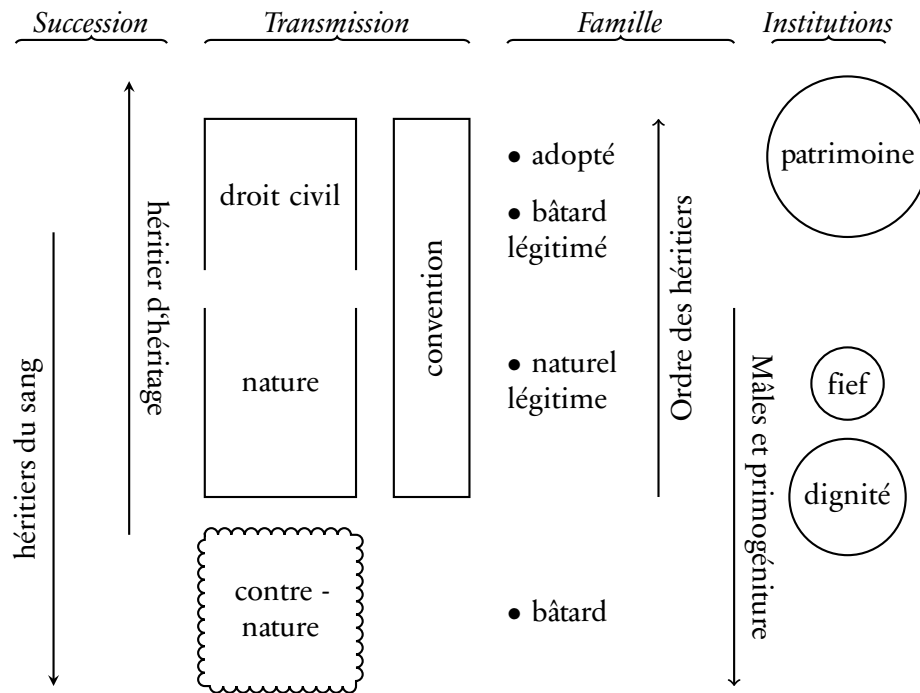 Succession
Transmission
Famille
Institutions
héritiers du sang
héritier d‘héritage
droit civil
nature
contre -
nature
convention
• adopté
• bâtard
légitimé
• naturel
légitime
• bâtard
Ordre des héritiers
Mâles et primogéniture
patrimoine
fief
dignité